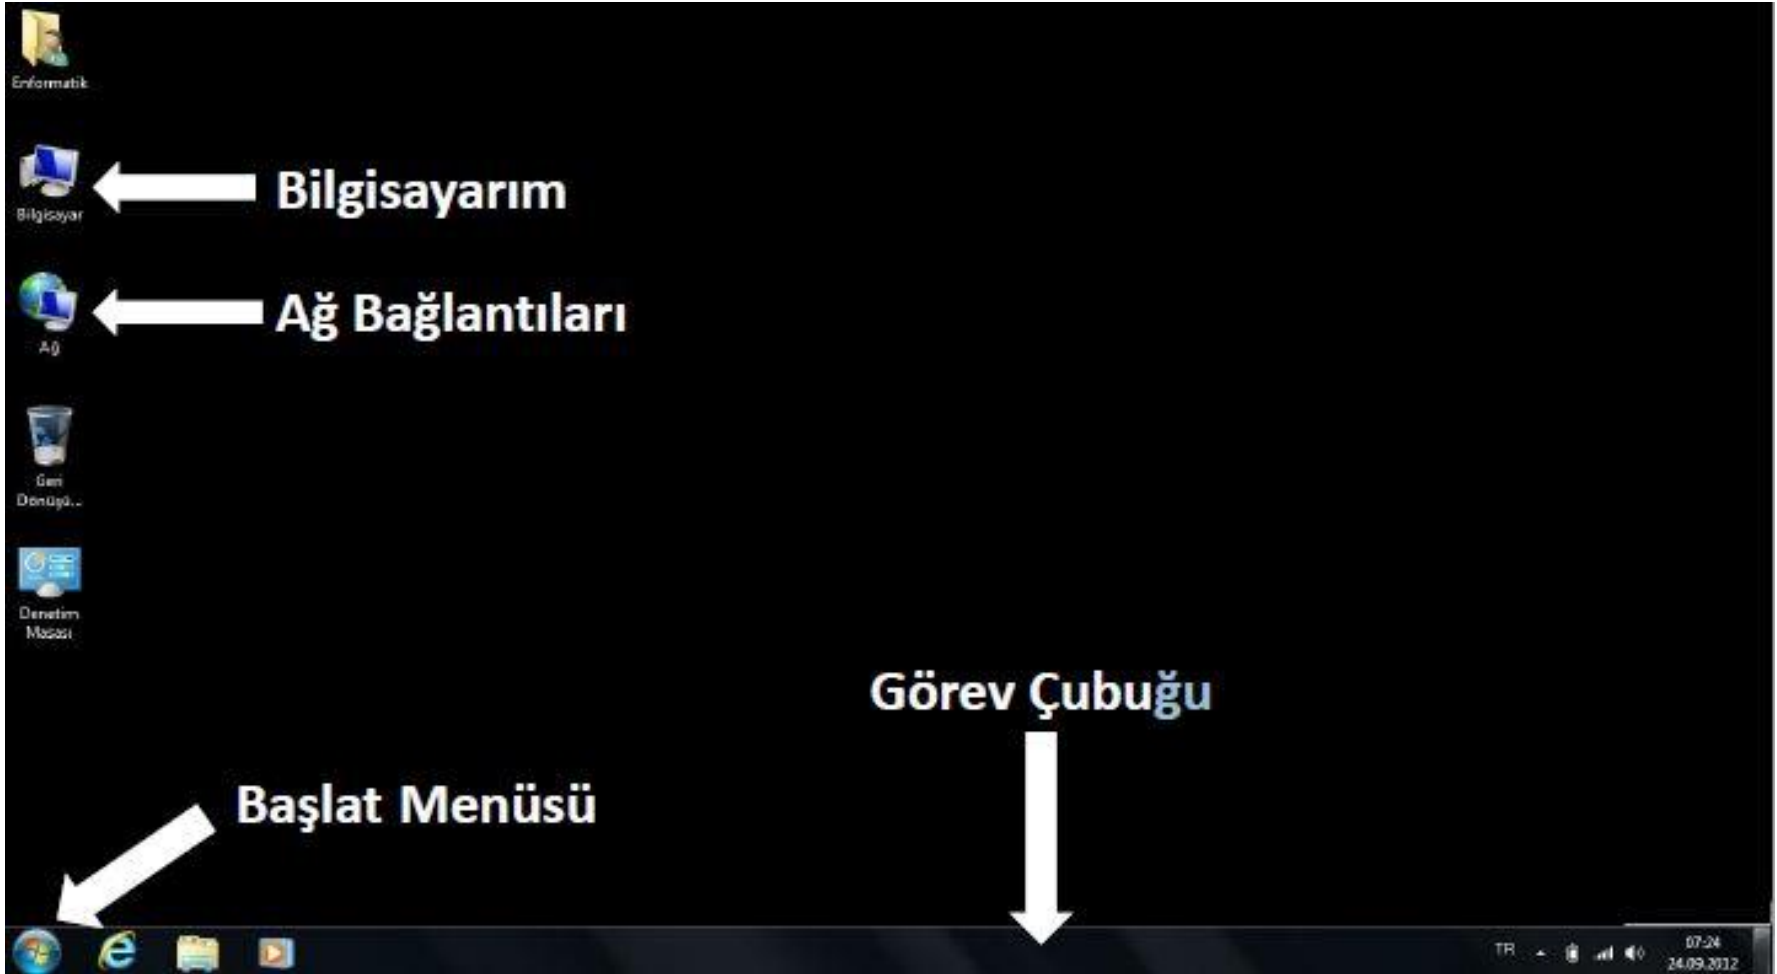 Enformatik
Bilgisayar
Bilgisayarım
Ağ
Ağ Bağlantıları
Geri
Dönüşü...
Denetim
Masası
Görev Çubuğu
Başlat Menüsü
TR
07:24
24.09.2012